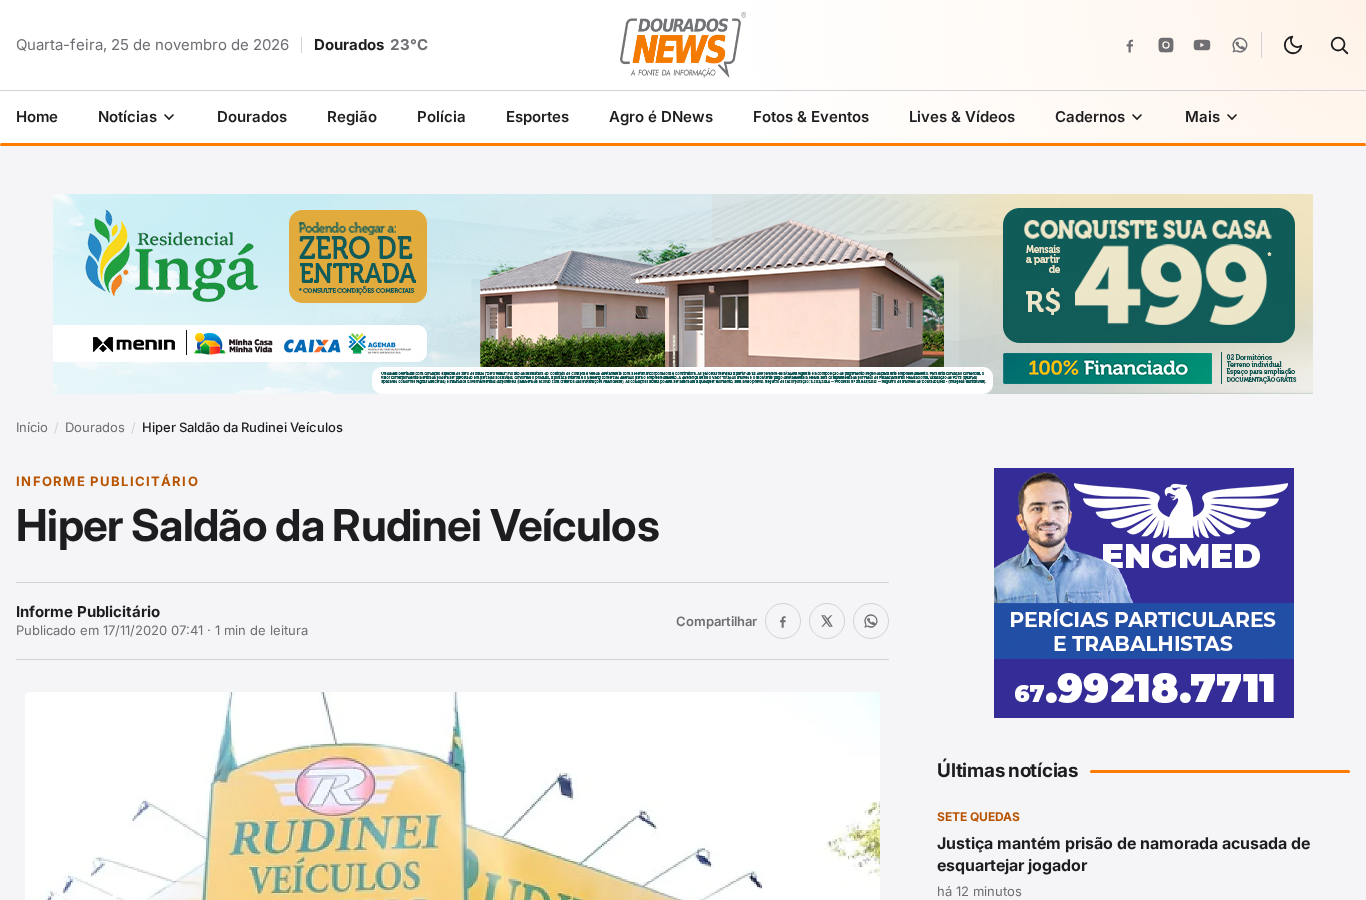 Quarta-feira, 25 de novembro de 2026
Dourados 23°C
DOURADOS
NEWS
A FONTE DA INFORMAÇÃO
Home
Notícias
Dourados
Região
Polícia
Esportes
Agro é DNews
Fotos & Eventos
Lives & Vídeos
Cadernos
Mais
Residencial
Ingá
Podendo chegar a:
ZERO DE
ENTRADA
* CONSULTE CONDIÇÕES COMERCIAIS
menin
Minha Casa
Minha Vida
CAIXA
AGEHAB
CONQUISTE SUA CASA
Mensais
a partir
de
R$ 499*
100% Financiado
02 Dormitórios
Terreno individual
Espaço para ampliação
DOCUMENTAÇÃO GRÁTIS
Início / Dourados / Hiper Saldão da Rudinei Veículos
INFORME PUBLICITÁRIO
Hiper Saldão da Rudinei Veículos
Informe Publicitário
Publicado em 17/11/2020 07:41 · 1 min de leitura
Compartilhar
R
RUDINEI
VEÍCULOS
ENGMED
PERÍCIAS PARTICULARES
E TRABALHISTAS
67.99218.7711
Últimas notícias
SETE QUEDAS
Justiça mantém prisão de namorada acusada de
esquartejar jogador
há 12 minutos